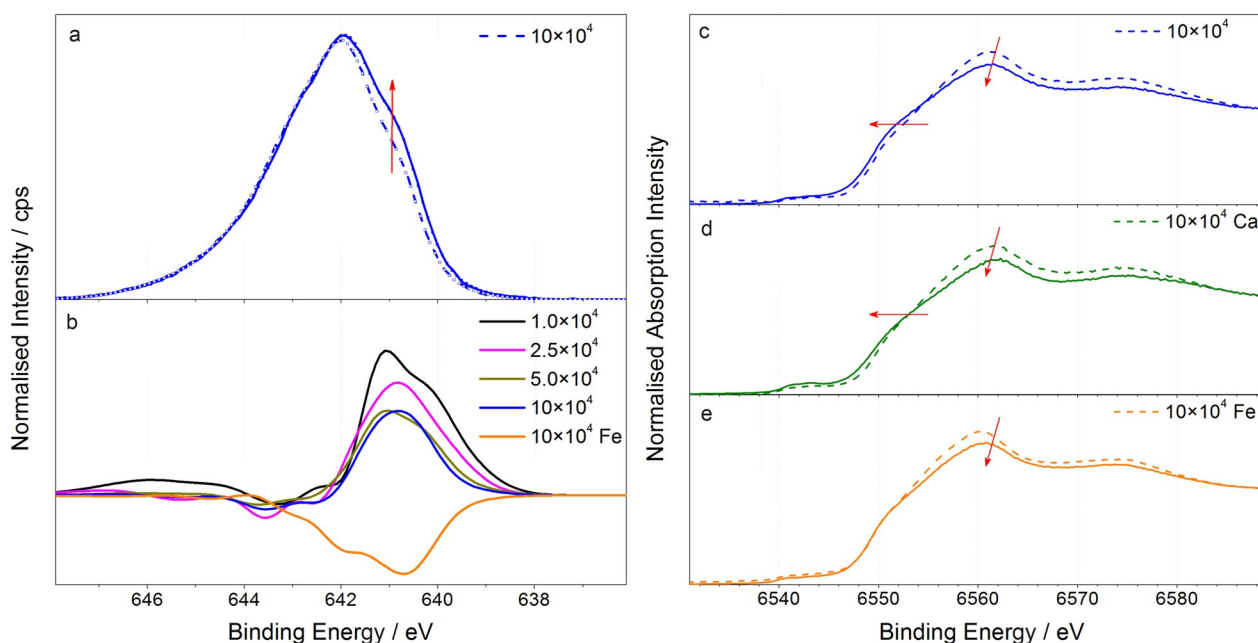 a
10×10⁴
b
1.0×10⁴
2.5×10⁴
5.0×10⁴
10×10⁴
10×10⁴ Fe
Normalised Intensity / cps
646 644 642 640 638
Binding Energy / eV
c
10×10⁴
d
10×10⁴ Ca
e
10×10⁴ Fe
Normalised Absorption Intensity
6540 6550 6560 6570 6580
Binding Energy / eV